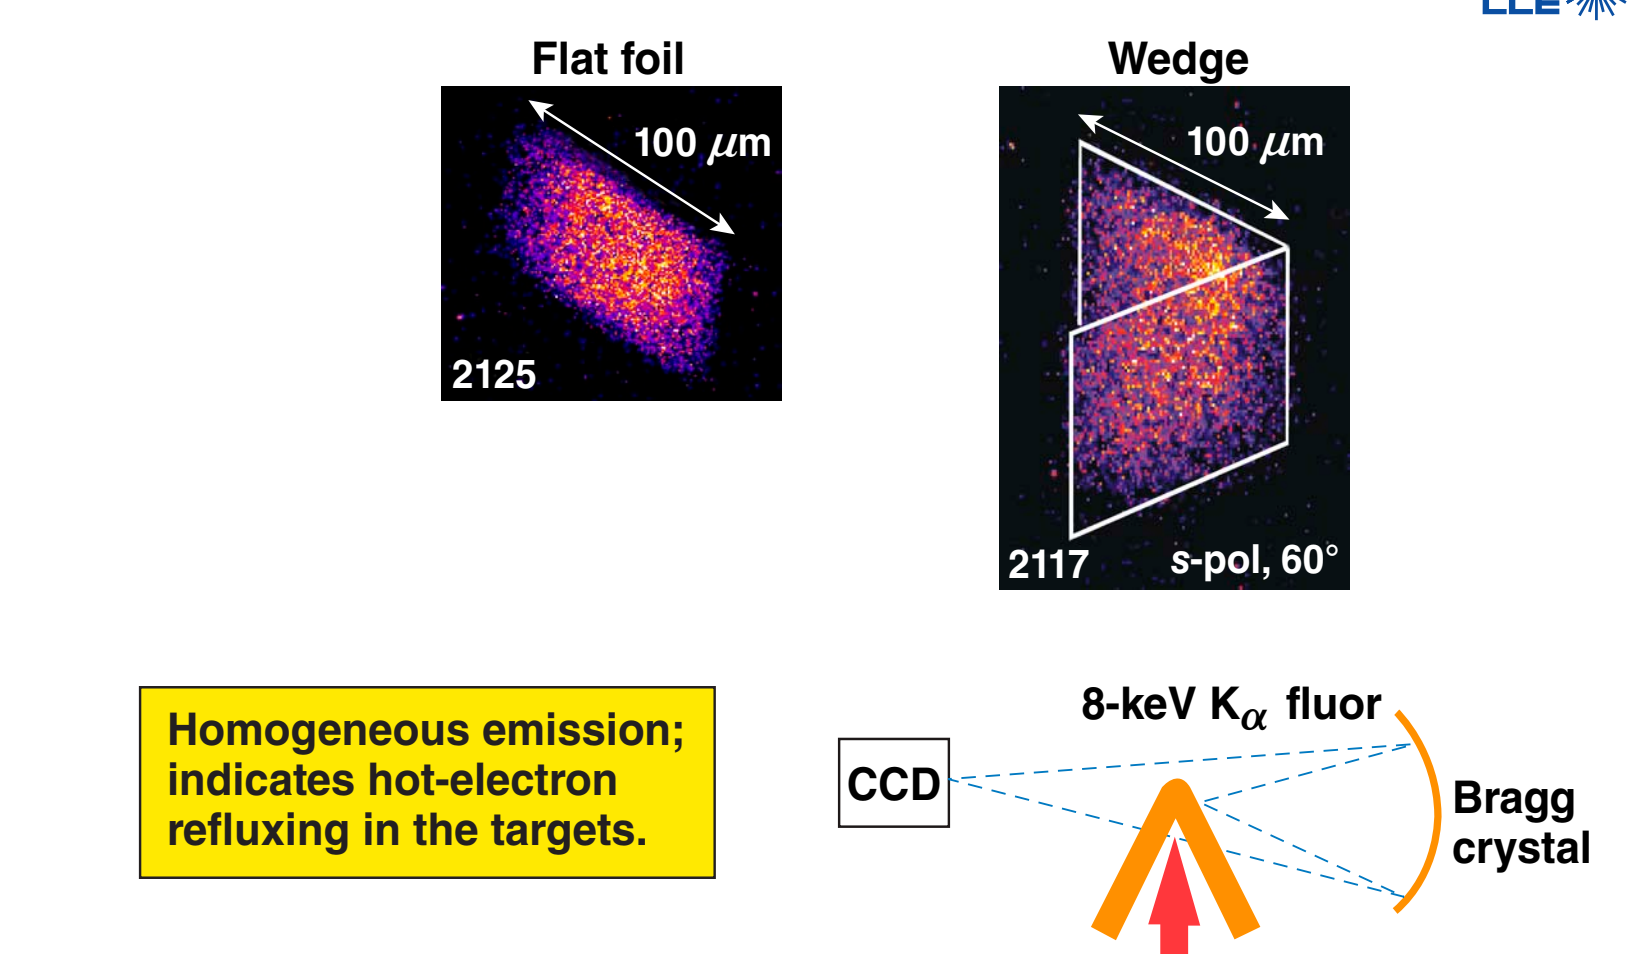 LLE
Flat foil
Wedge
100 μm
100 μm
2125
2117
s-pol, 60°
Homogeneous emission;
indicates hot-electron
refluxing in the targets.
8-keV Kα fluor
CCD
Bragg
crystal